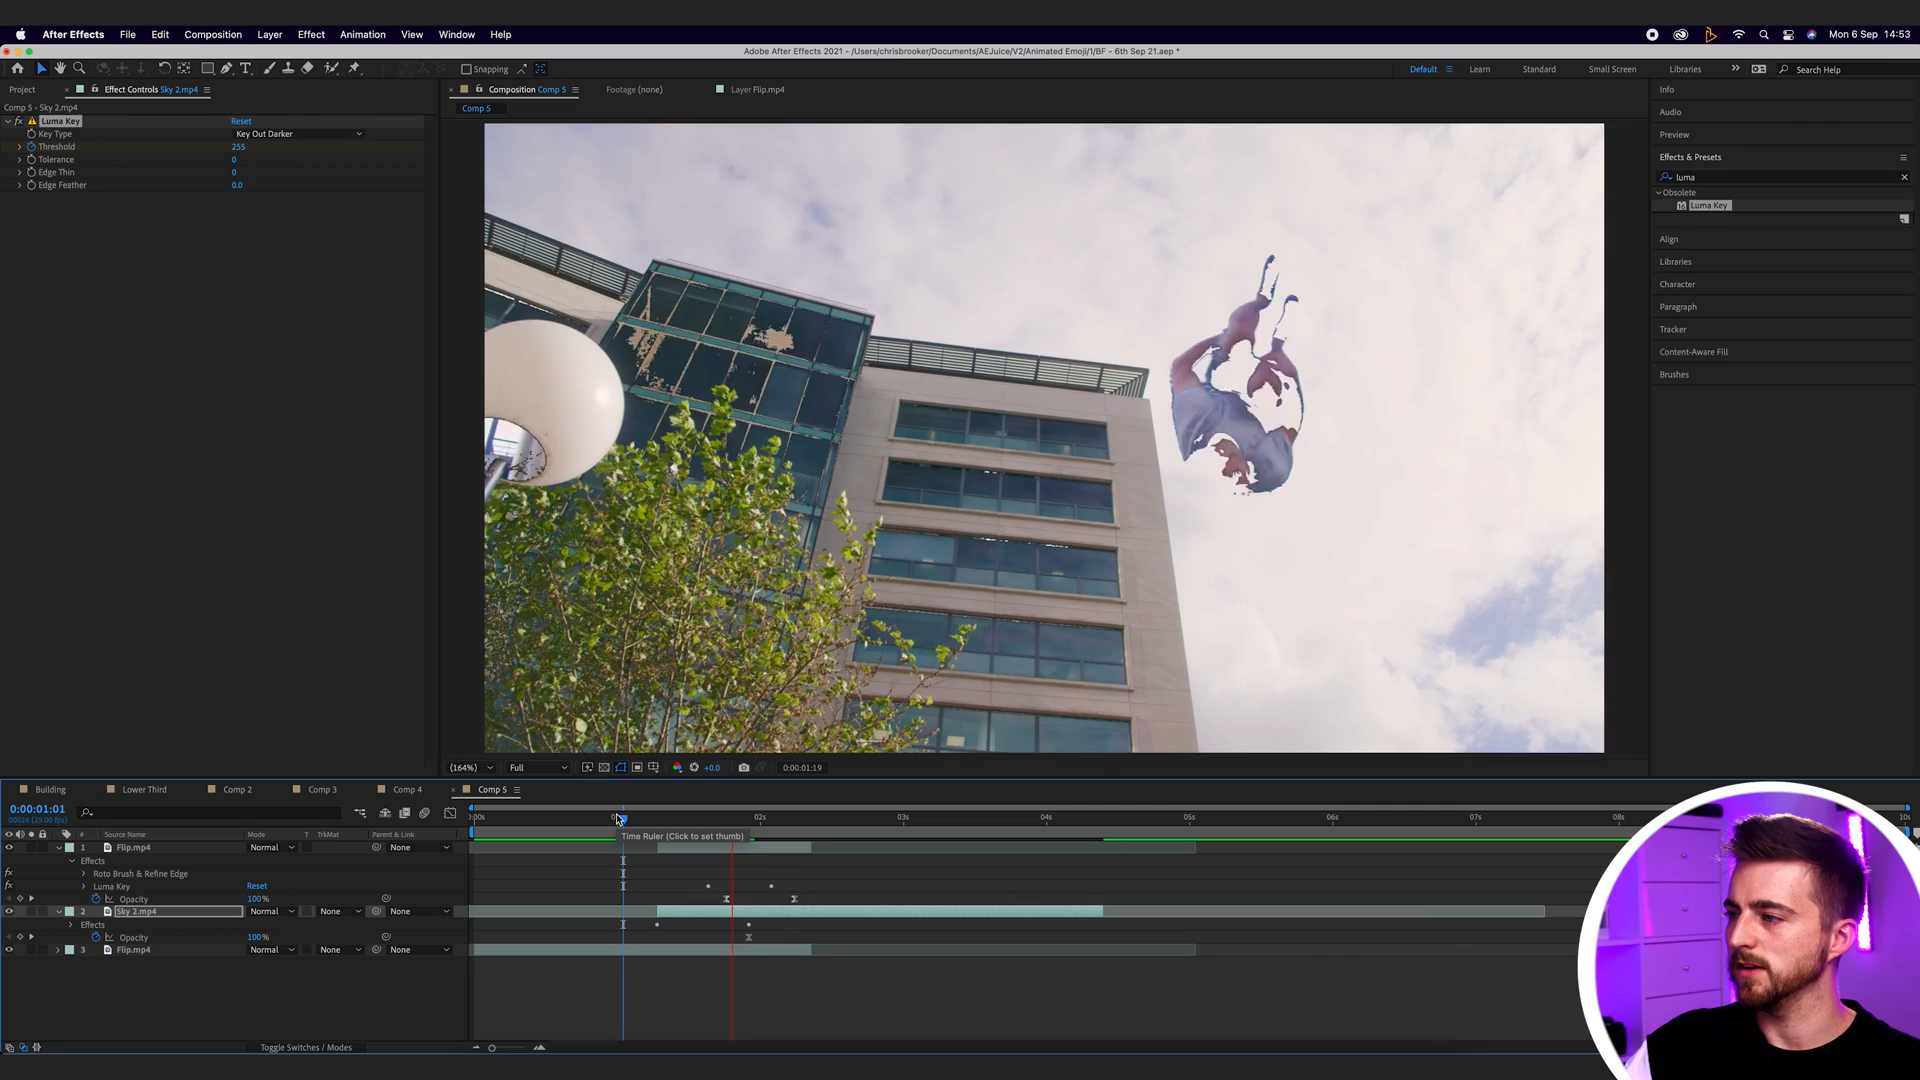 After Effects File Edit Composition Layer Effect Animation View Window Help Mon 6 Sep 14:53
Adobe After Effects 2021 - /Users/chrisbrooker/Documents/AEJuice/V2/Animated Emoji/1/BF - 6th Sep 21.aep *
Snapping Default Learn Standard Small Screen Libraries Search Help
Project Effect Controls Sky 2.mp4 Composition Comp 5 Footage (none) Layer Flip.mp4 Info
Comp 5 • Sky 2.mp4 Comp 5
fx Luma Key Reset Audio
Key Type Key Out Darker Preview
Threshold 255
Tolerance 0 Effects & Presets
Edge Thin 0 luma
Edge Feather 0.0 Obsolete
Luma Key
Align
Libraries
Character
Paragraph
Tracker
Content-Aware Fill
Brushes
(164%) Full +0.0 0:00:01:19
Building Lower Third Comp 2 Comp 3 Comp 4 Comp 5
0:00:01:01
00026 (25.00 fps) :00s 02s 03s 04s 05s 06s 07s 08s 10s
# Source Name Mode T TrkMat Parent & Link Time Ruler (Click to set thumb)
1 Flip.mp4 Normal None
Effects
fx Roto Brush & Refine Edge
fx Luma Key Reset
Opacity 100%
2 Sky 2.mp4 Normal None None
Effects
Opacity 100%
3 Flip.mp4 Normal None None
Toggle Switches / Modes